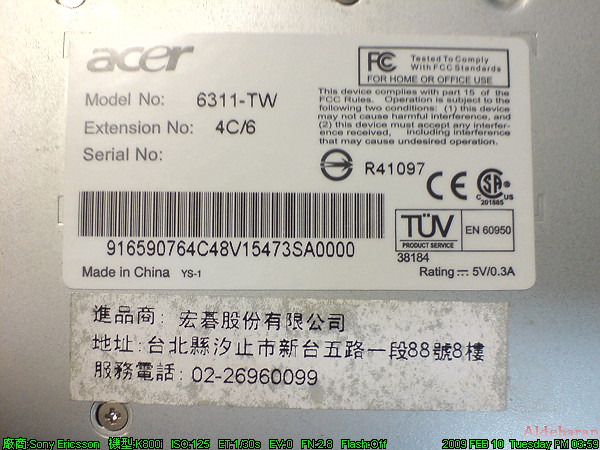 acer
Model No: 6311-TW
Extension No: 4C/6
Serial No:
FC
Tested To Comply
With FCC Standards
FOR HOME OR OFFICE USE
This device complies with part 15 of the
FCC Rules. Operation is subject to the
following two conditions: (1) this device
may not cause harmful interference, and
(2) this device must accept any interfer-
ence received, including interference
that may cause undesired operation.
R41097
CE
C SA US
201585
916590764C48V15473SA0000
TÜV
PRODUCT SERVICE
EN 60950
38184
Made in China YS-1
Rating: 5V/0.3A
進品商: 宏碁股份有限公司
地址:台北縣汐止市新台五路一段88號8樓
服務電話: 02-26960099
Aldebaran
廠商:Sony Ericsson 模型:K800i ISO:125 ET:1/30s EV:0 FN:2.8 Flash:Off
2009 FEB 10 Tuesday PM 03:59